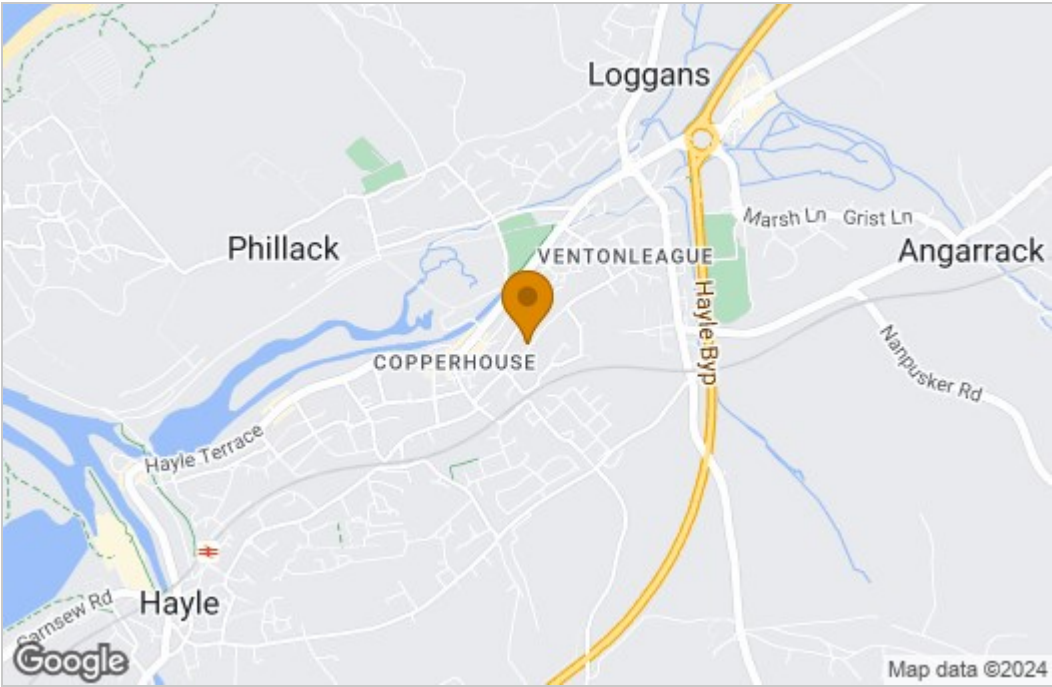 Loggans
Marsh Ln
Grist Ln
Phillack
VENTONLEAGUE
Angarrack
Hayle Byp
COPPERHOUSE
Nanpusker Rd
Hayle Terrace
Hayle
Carnsew Rd
Google
Map data ©2024